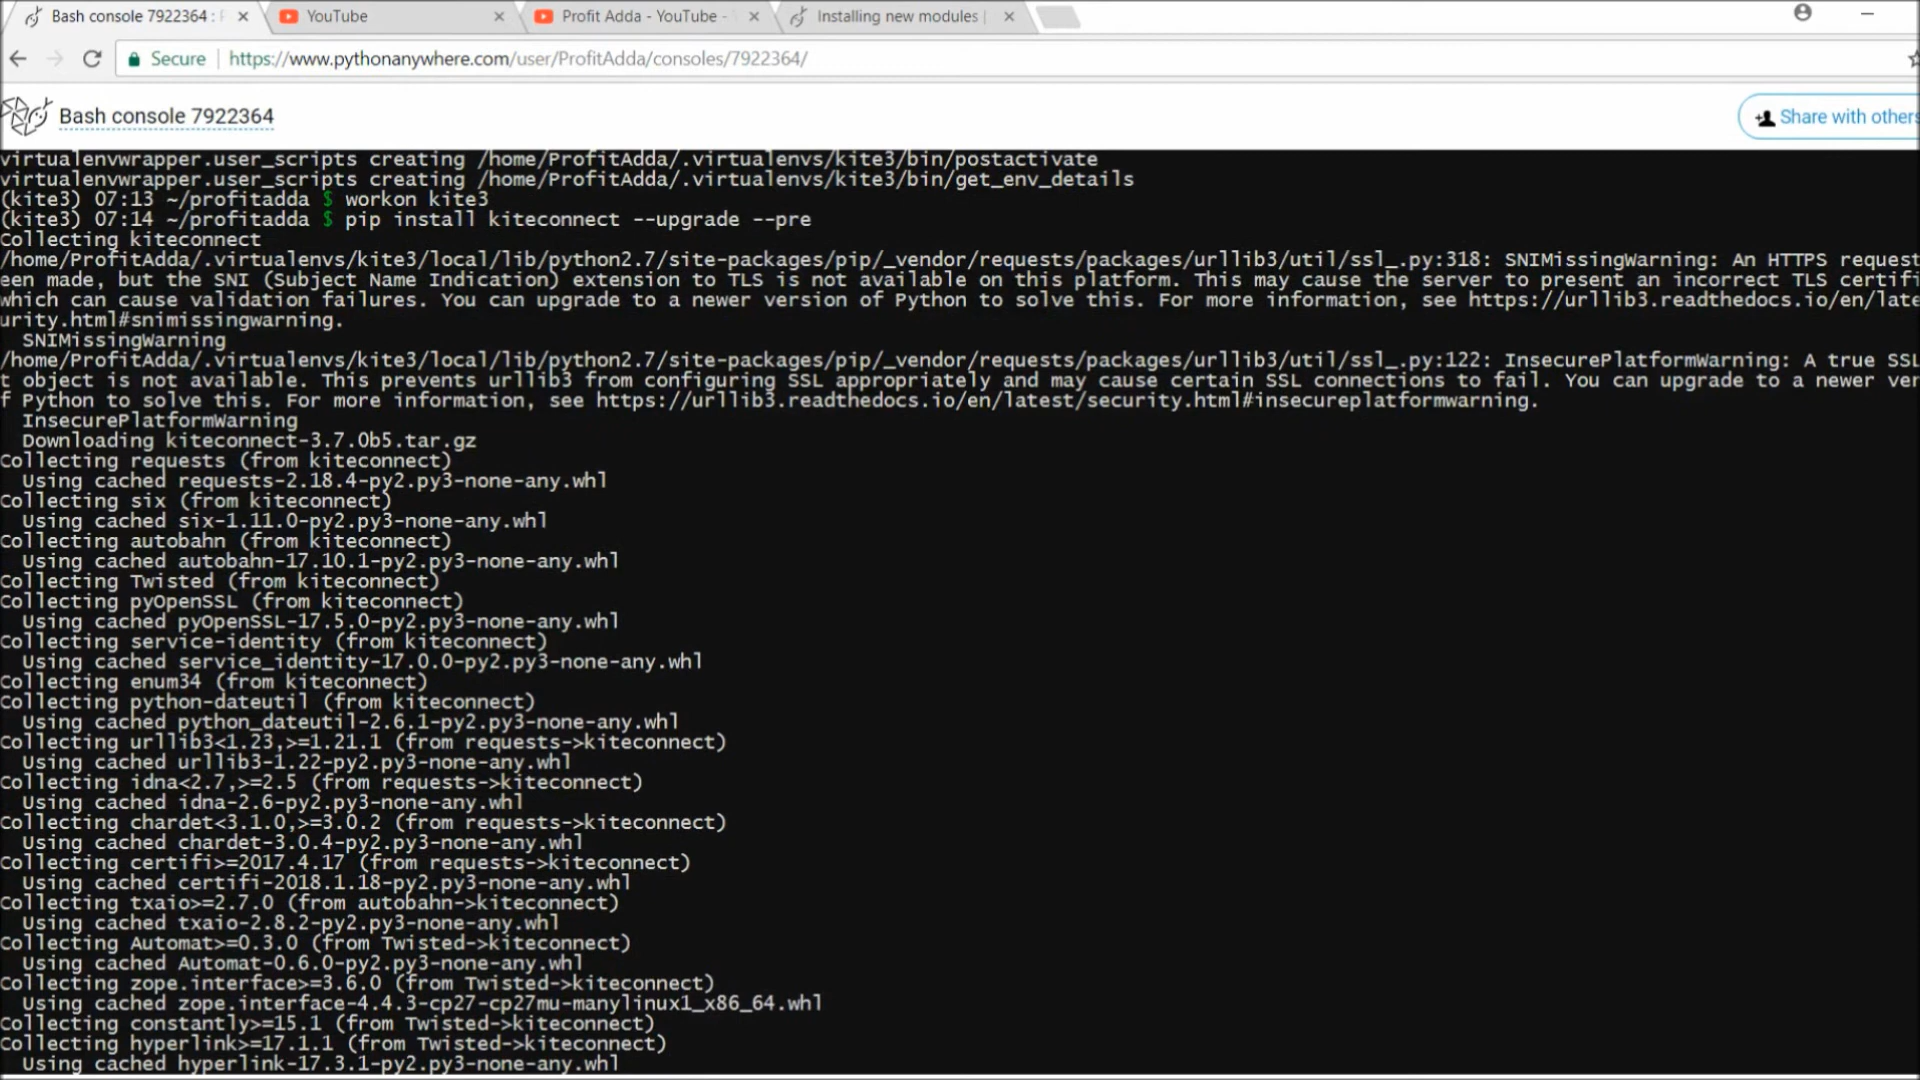 Bash console 7922364 :
YouTube
Profit Adda - YouTube -
Installing new modules |
Secure
https://www.pythonanywhere.com/user/ProfitAdda/consoles/7922364/
Bash console 7922364
Share with others
virtualenvwrapper.user_scripts creating /home/ProfitAdda/.virtualenvs/kite3/bin/postactivate
virtualenvwrapper.user_scripts creating /home/ProfitAdda/.virtualenvs/kite3/bin/get_env_details
(kite3) 07:13 ~/profitadda $ workon kite3
(kite3) 07:14 ~/profitadda $ pip install kiteconnect --upgrade --pre
Collecting kiteconnect
/home/ProfitAdda/.virtualenvs/kite3/local/lib/python2.7/site-packages/pip/_vendor/requests/packages/urllib3/util/ssl_.py:318: SNIMissingWarning: An HTTPS request
een made, but the SNI (Subject Name Indication) extension to TLS is not available on this platform. This may cause the server to present an incorrect TLS certifi
which can cause validation failures. You can upgrade to a newer version of Python to solve this. For more information, see https://urllib3.readthedocs.io/en/late
urity.html#snimissingwarning.
  SNIMissingWarning
/home/ProfitAdda/.virtualenvs/kite3/local/lib/python2.7/site-packages/pip/_vendor/requests/packages/urllib3/util/ssl_.py:122: InsecurePlatformWarning: A true SSL
t object is not available. This prevents urllib3 from configuring SSL appropriately and may cause certain SSL connections to fail. You can upgrade to a newer ver
f Python to solve this. For more information, see https://urllib3.readthedocs.io/en/latest/security.html#insecureplatformwarning.
  InsecurePlatformWarning
  Downloading kiteconnect-3.7.0b5.tar.gz
Collecting requests (from kiteconnect)
  Using cached requests-2.18.4-py2.py3-none-any.whl
Collecting six (from kiteconnect)
  Using cached six-1.11.0-py2.py3-none-any.whl
Collecting autobahn (from kiteconnect)
  Using cached autobahn-17.10.1-py2.py3-none-any.whl
Collecting Twisted (from kiteconnect)
Collecting pyOpenSSL (from kiteconnect)
  Using cached pyOpenSSL-17.5.0-py2.py3-none-any.whl
Collecting service-identity (from kiteconnect)
  Using cached service_identity-17.0.0-py2.py3-none-any.whl
Collecting enum34 (from kiteconnect)
Collecting python-dateutil (from kiteconnect)
  Using cached python_dateutil-2.6.1-py2.py3-none-any.whl
Collecting urllib3<1.23,>=1.21.1 (from requests->kiteconnect)
  Using cached urllib3-1.22-py2.py3-none-any.whl
Collecting idna<2.7,>=2.5 (from requests->kiteconnect)
  Using cached idna-2.6-py2.py3-none-any.whl
Collecting chardet<3.1.0,>=3.0.2 (from requests->kiteconnect)
  Using cached chardet-3.0.4-py2.py3-none-any.whl
Collecting certifi>=2017.4.17 (from requests->kiteconnect)
  Using cached certifi-2018.1.18-py2.py3-none-any.whl
Collecting txaio>=2.7.0 (from autobahn->kiteconnect)
  Using cached txaio-2.8.2-py2.py3-none-any.whl
Collecting Automat>=0.3.0 (from Twisted->kiteconnect)
  Using cached Automat-0.6.0-py2.py3-none-any.whl
Collecting zope.interface>=3.6.0 (from Twisted->kiteconnect)
  Using cached zope.interface-4.4.3-cp27-cp27mu-manylinux1_x86_64.whl
Collecting constantly>=15.1 (from Twisted->kiteconnect)
Collecting hyperlink>=17.1.1 (from Twisted->kiteconnect)
  Using cached hyperlink-17.3.1-py2.py3-none-any.whl